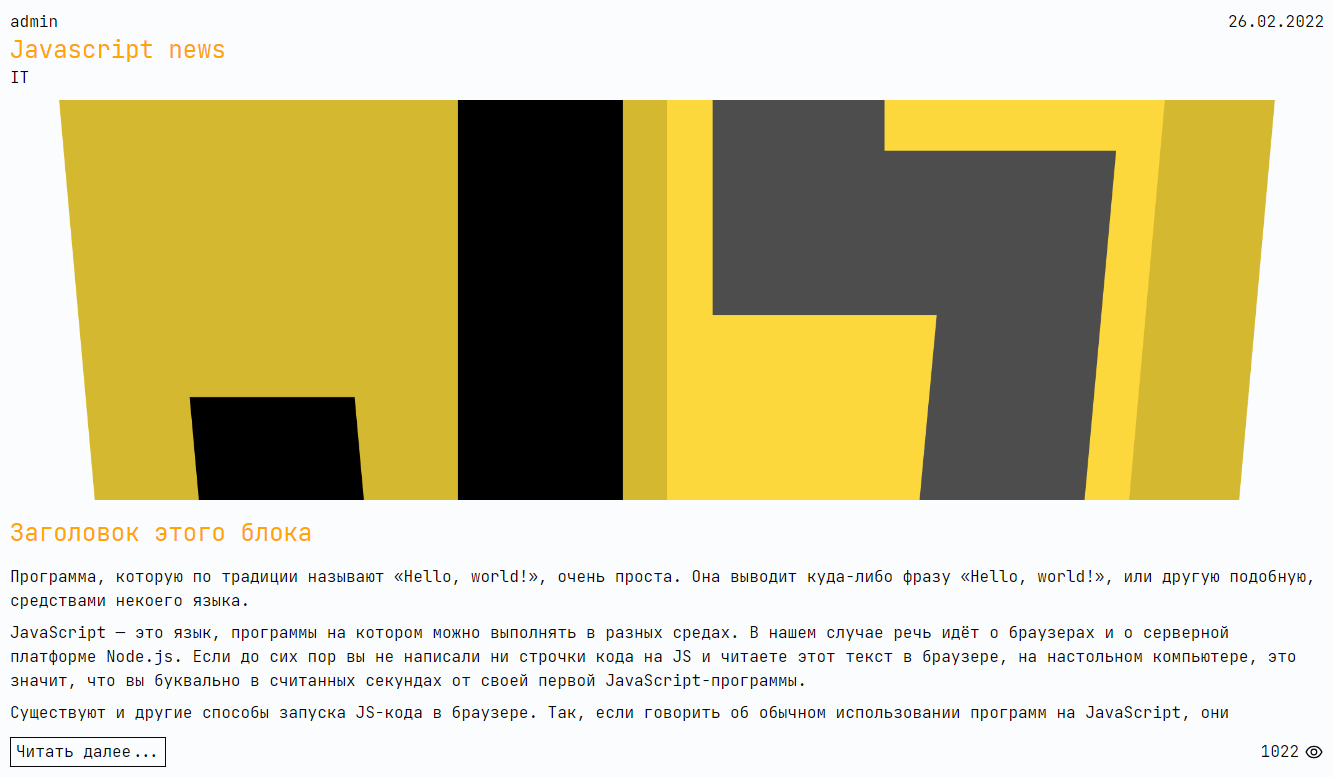 admin
26.02.2022
Javascript news
IT
Заголовок этого блока
Программа, которую по традиции называют «Hello, world!», очень проста. Она выводит куда-либо фразу «Hello, world!», или другую подобную,
средствами некоего языка.
JavaScript — это язык, программы на котором можно выполнять в разных средах. В нашем случае речь идёт о браузерах и о серверной
платформе Node.js. Если до сих пор вы не написали ни строчки кода на JS и читаете этот текст в браузере, на настольном компьютере, это
значит, что вы буквально в считанных секундах от своей первой JavaScript-программы.
Существуют и другие способы запуска JS-кода в браузере. Так, если говорить об обычном использовании программ на JavaScript, они
Читать далее...
1022